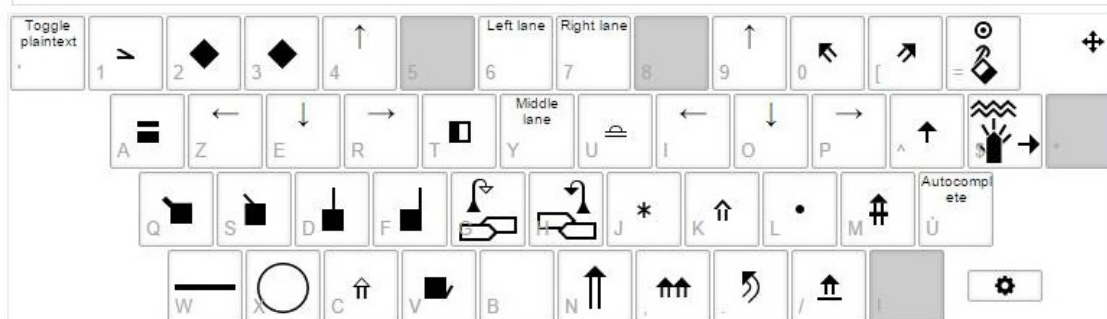 Toggle plaintext Left lane Right lane
' 1 2 3 4 5 6 7 8 9 0 [ =
Middle lane
A Z E R T Y U I O P ^ $ *
Autocomplete
Q S D F G H J K L M Ù
W X C V B N , . / !